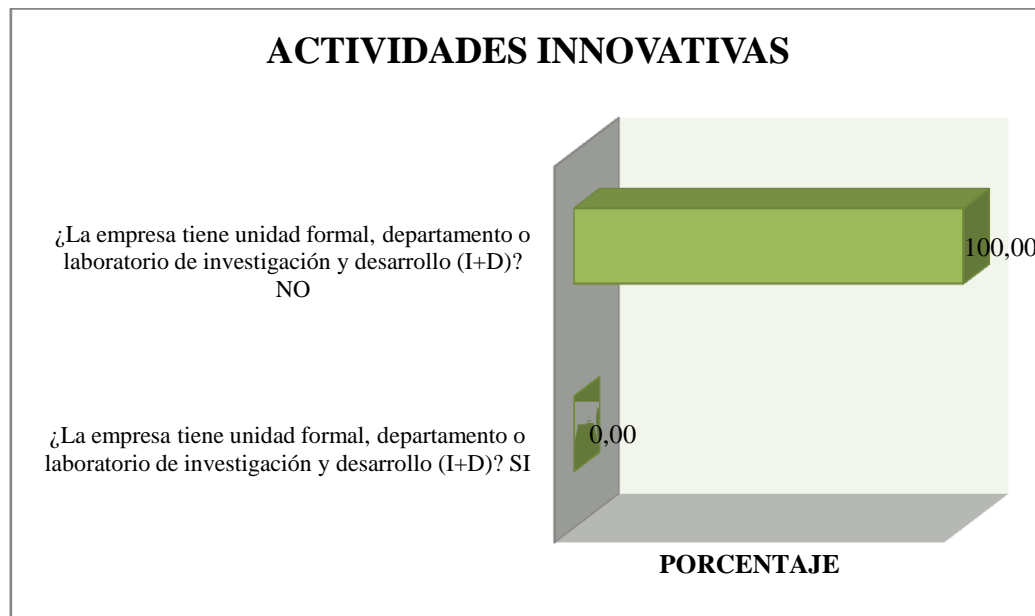 ACTIVIDADES INNOVATIVAS
¿La empresa tiene unidad formal, departamento o
laboratorio de investigación y desarrollo (I+D)?
NO
100,00
¿La empresa tiene unidad formal, departamento o
laboratorio de investigación y desarrollo (I+D)? SI
0,00
PORCENTAJE